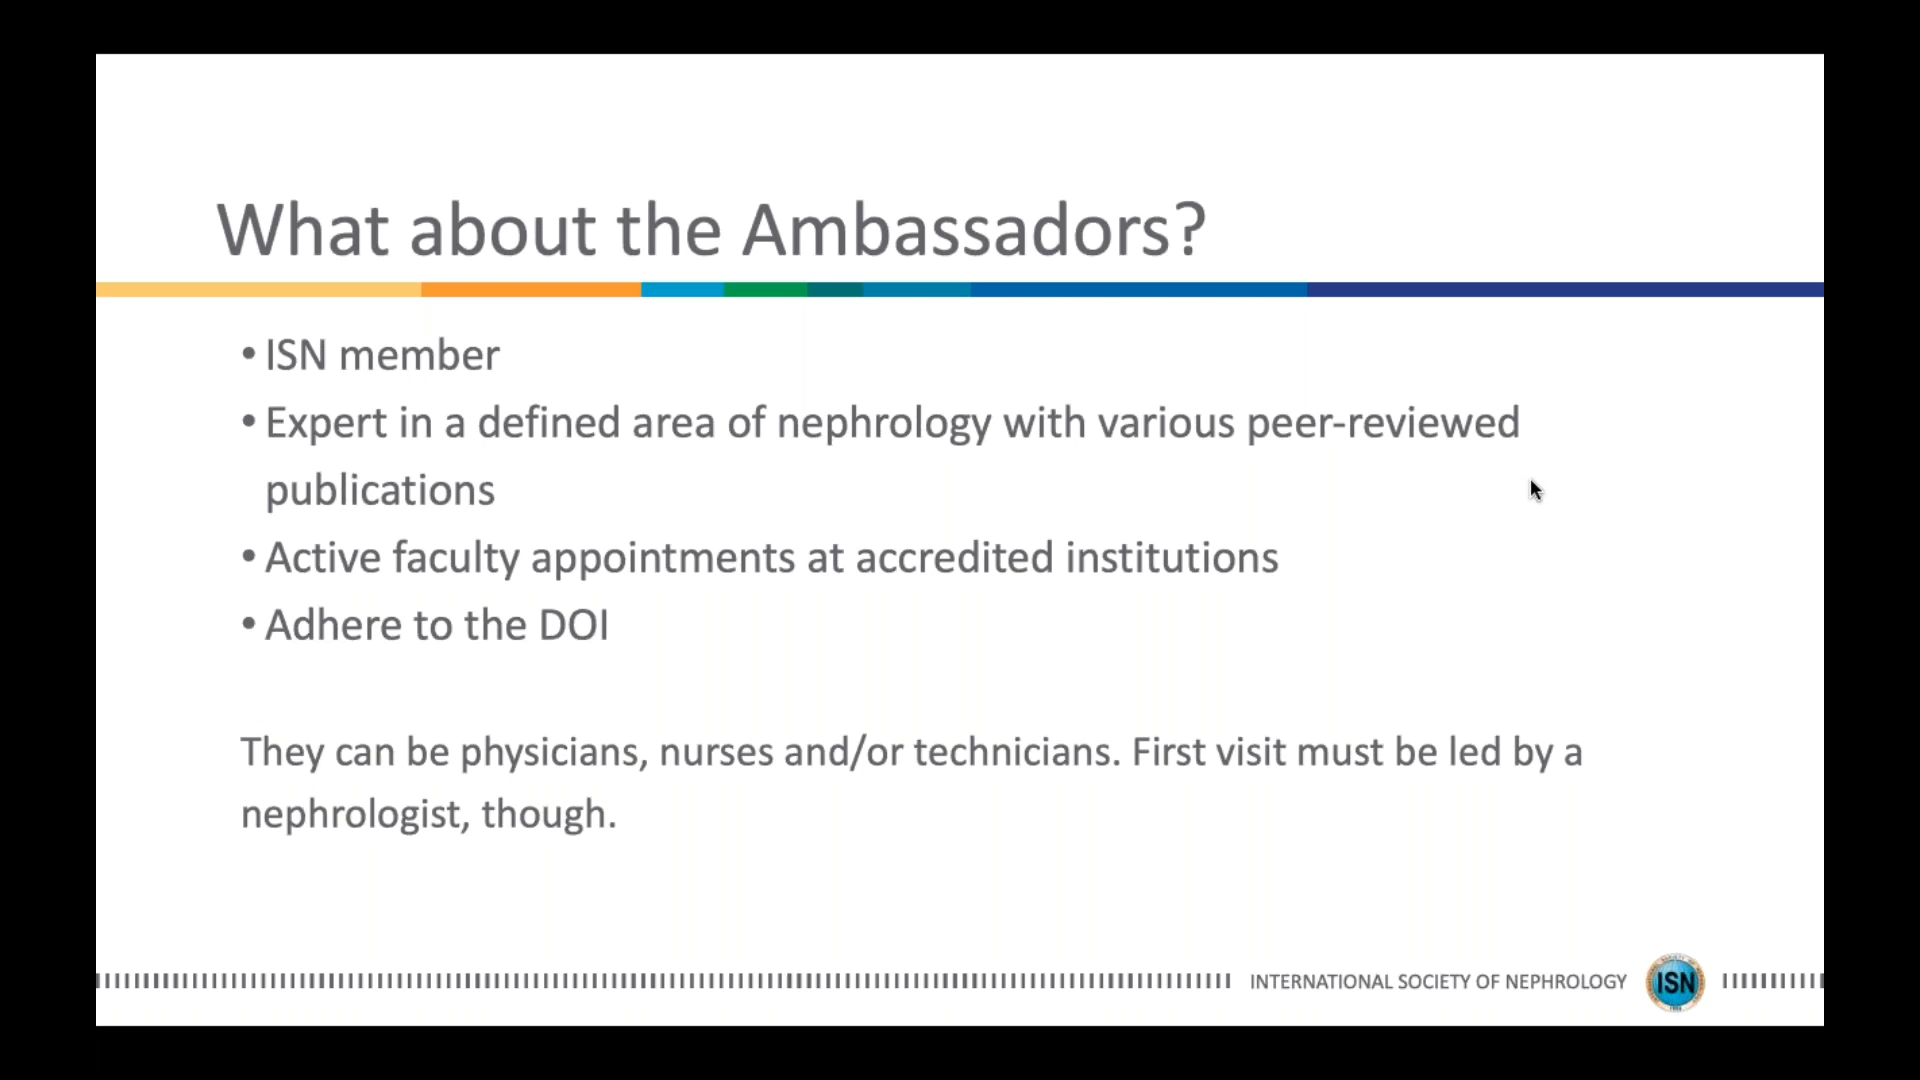 What about the Ambassadors?
• ISN member
• Expert in a defined area of nephrology with various peer-reviewed
publications
• Active faculty appointments at accredited institutions
• Adhere to the DOI
They can be physicians, nurses and/or technicians. First visit must be led by a
nephrologist, though.
INTERNATIONAL SOCIETY OF NEPHROLOGY
ISN